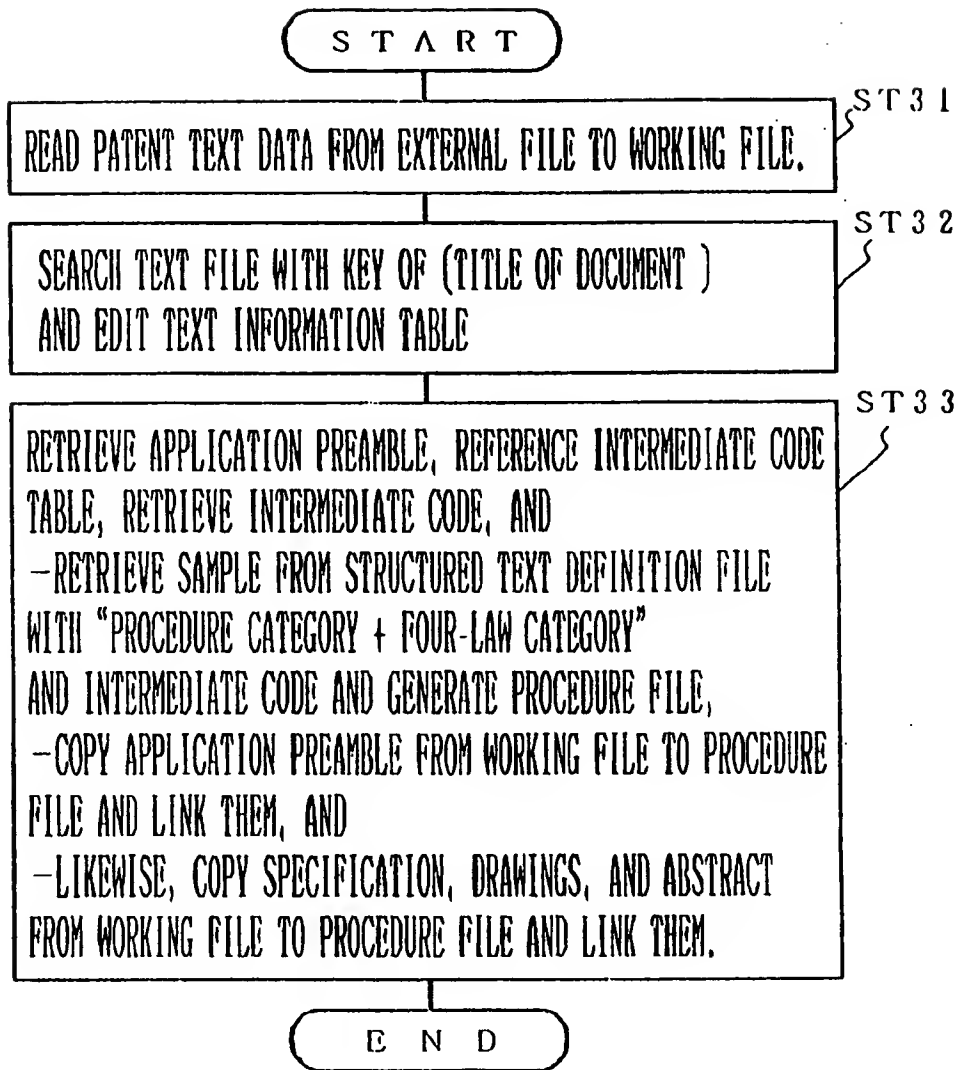 START
ST31
READ PATENT TEXT DATA FROM EXTERNAL FILE TO WORKING FILE.
ST32
SEARCH TEXT FILE WITH KEY OF (TITLE OF DOCUMENT )
AND EDIT TEXT INFORMATION TABLE
ST33
RETRIEVE APPLICATION PREAMBLE, REFERENCE INTERMEDIATE CODE
TABLE, RETRIEVE INTERMEDIATE CODE, AND
—RETRIEVE SAMPLE FROM STRUCTURED TEXT DEFINITION FILE
WITH “PROCEDURE CATEGORY + FOUR-LAW CATEGORY”
AND INTERMEDIATE CODE AND GENERATE PROCEDURE FILE,
—COPY APPLICATION PREAMBLE FROM WORKING FILE TO PROCEDURE
FILE AND LINK THEM, AND
—LIKEWISE, COPY SPECIFICATION, DRAWINGS, AND ABSTRACT
FROM WORKING FILE TO PROCEDURE FILE AND LINK THEM.
END